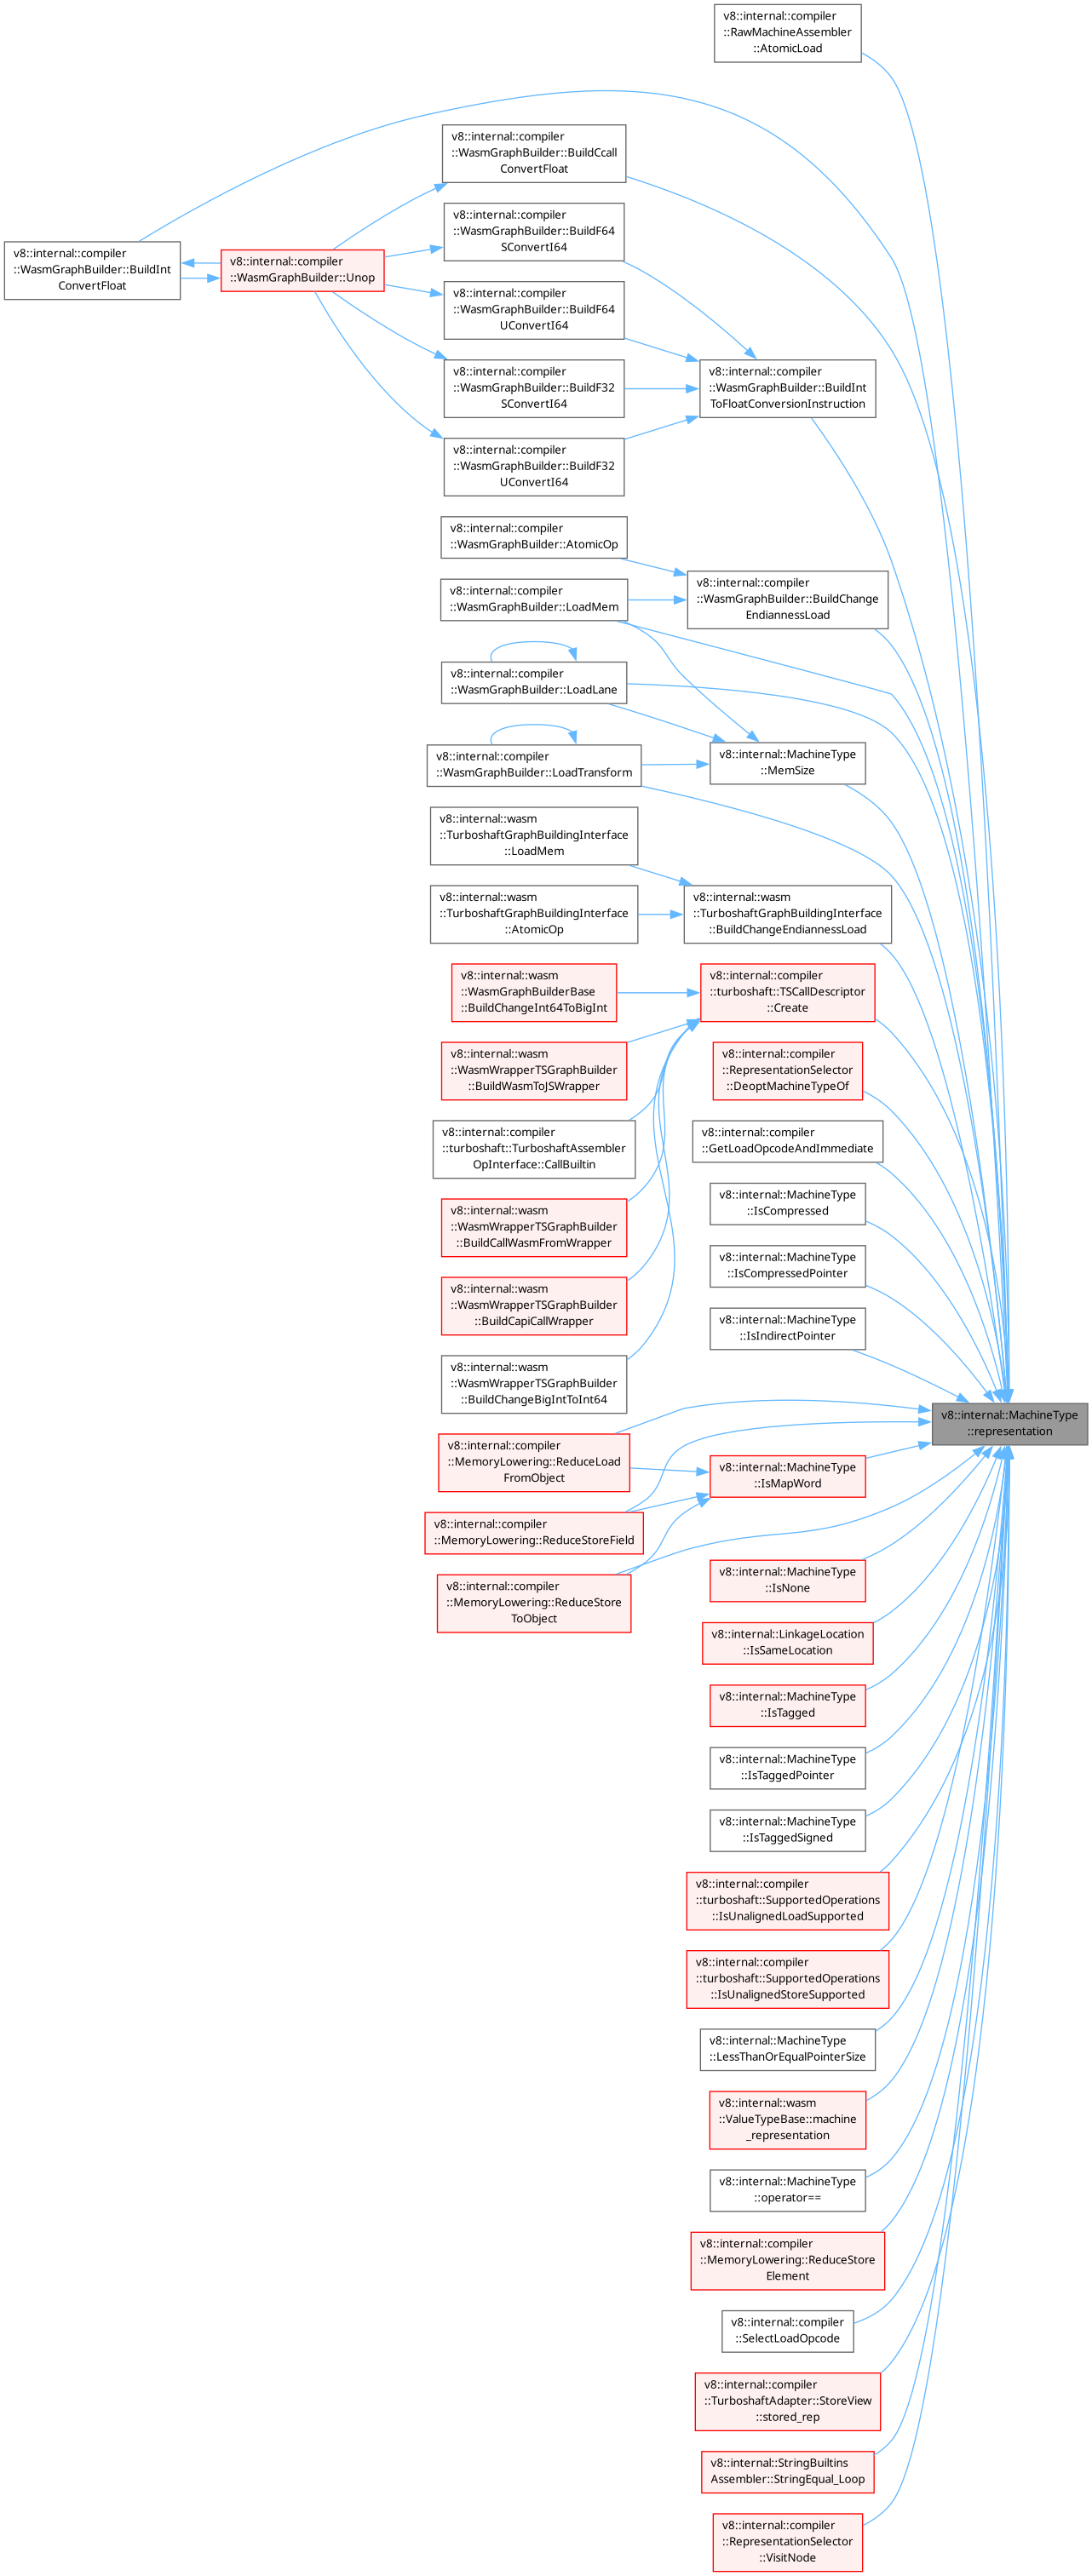 v8::internal::compiler
::RawMachineAssembler
::AtomicLoad
v8::internal::compiler
::WasmGraphBuilder::BuildCcall
ConvertFloat
v8::internal::compiler
::WasmGraphBuilder::BuildF64
SConvertI64
v8::internal::compiler
::WasmGraphBuilder::BuildInt
ConvertFloat
v8::internal::compiler
::WasmGraphBuilder::Unop
v8::internal::compiler
::WasmGraphBuilder::BuildF64
UConvertI64
v8::internal::compiler
::WasmGraphBuilder::BuildF32
SConvertI64
v8::internal::compiler
::WasmGraphBuilder::BuildInt
ToFloatConversionInstruction
v8::internal::compiler
::WasmGraphBuilder::BuildF32
UConvertI64
v8::internal::compiler
::WasmGraphBuilder::AtomicOp
v8::internal::compiler
::WasmGraphBuilder::LoadMem
v8::internal::compiler
::WasmGraphBuilder::BuildChange
EndiannessLoad
v8::internal::compiler
::WasmGraphBuilder::LoadLane
v8::internal::compiler
::WasmGraphBuilder::LoadTransform
v8::internal::MachineType
::MemSize
v8::internal::wasm
::TurboshaftGraphBuildingInterface
::LoadMem
v8::internal::wasm
::TurboshaftGraphBuildingInterface
::AtomicOp
v8::internal::wasm
::TurboshaftGraphBuildingInterface
::BuildChangeEndiannessLoad
v8::internal::wasm
::WasmGraphBuilderBase
::BuildChangeInt64ToBigInt
v8::internal::compiler
::turboshaft::TSCallDescriptor
::Create
v8::internal::wasm
::WasmWrapperTSGraphBuilder
::BuildWasmToJSWrapper
v8::internal::compiler
::RepresentationSelector
::DeoptMachineTypeOf
v8::internal::compiler
::turboshaft::TurboshaftAssembler
OpInterface::CallBuiltin
v8::internal::compiler
::GetLoadOpcodeAndImmediate
v8::internal::wasm
::WasmWrapperTSGraphBuilder
::BuildCallWasmFromWrapper
v8::internal::MachineType
::IsCompressed
v8::internal::MachineType
::IsCompressedPointer
v8::internal::wasm
::WasmWrapperTSGraphBuilder
::BuildCapiCallWrapper
v8::internal::MachineType
::IsIndirectPointer
v8::internal::wasm
::WasmWrapperTSGraphBuilder
::BuildChangeBigIntToInt64
v8::internal::MachineType
::representation
v8::internal::compiler
::MemoryLowering::ReduceLoad
FromObject
v8::internal::MachineType
::IsMapWord
v8::internal::compiler
::MemoryLowering::ReduceStoreField
v8::internal::compiler
::MemoryLowering::ReduceStore
ToObject
v8::internal::MachineType
::IsNone
v8::internal::LinkageLocation
::IsSameLocation
v8::internal::MachineType
::IsTagged
v8::internal::MachineType
::IsTaggedPointer
v8::internal::MachineType
::IsTaggedSigned
v8::internal::compiler
::turboshaft::SupportedOperations
::IsUnalignedLoadSupported
v8::internal::compiler
::turboshaft::SupportedOperations
::IsUnalignedStoreSupported
v8::internal::MachineType
::LessThanOrEqualPointerSize
v8::internal::wasm
::ValueTypeBase::machine
_representation
v8::internal::MachineType
::operator==
v8::internal::compiler
::MemoryLowering::ReduceStore
Element
v8::internal::compiler
::SelectLoadOpcode
v8::internal::compiler
::TurboshaftAdapter::StoreView
::stored_rep
v8::internal::StringBuiltins
Assembler::StringEqual_Loop
v8::internal::compiler
::RepresentationSelector
::VisitNode